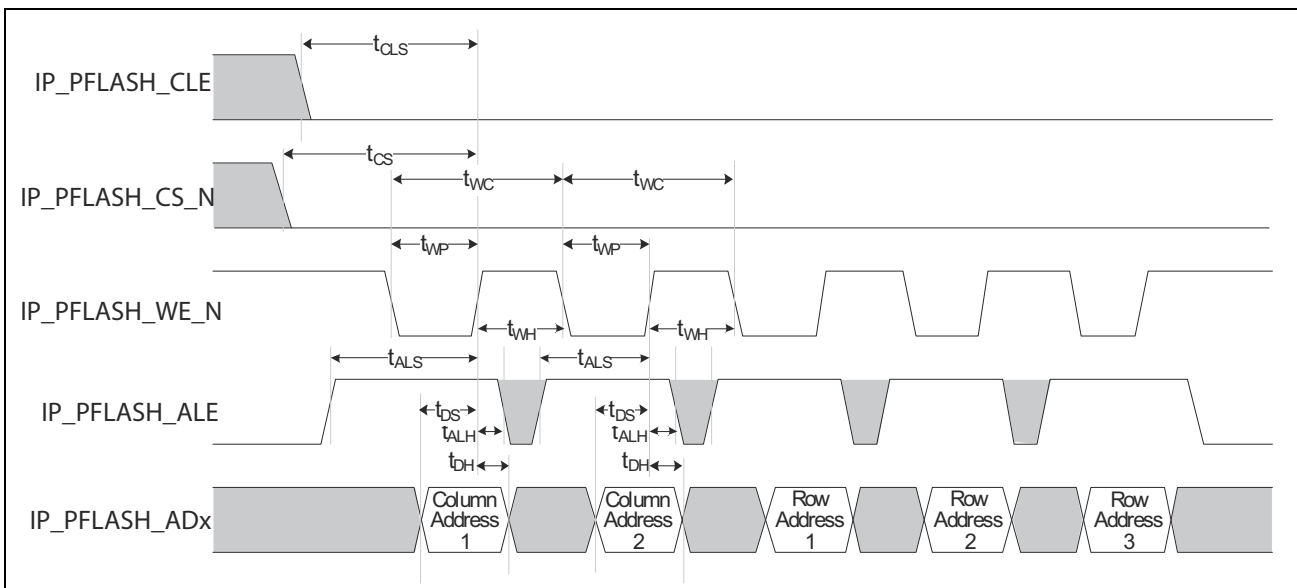 tCLS
IP_PFLASH_CLE
tCS
IP_PFLASH_CS_N
tWC tWC
tWP tWP
IP_PFLASH_WE_N
tWH tWH
tALS tALS
IP_PFLASH_ALE
tDS tDS
tALH tALH
tDH tDH
IP_PFLASH_ADx
Column Address 1
Column Address 2
Row Address 1
Row Address 2
Row Address 3